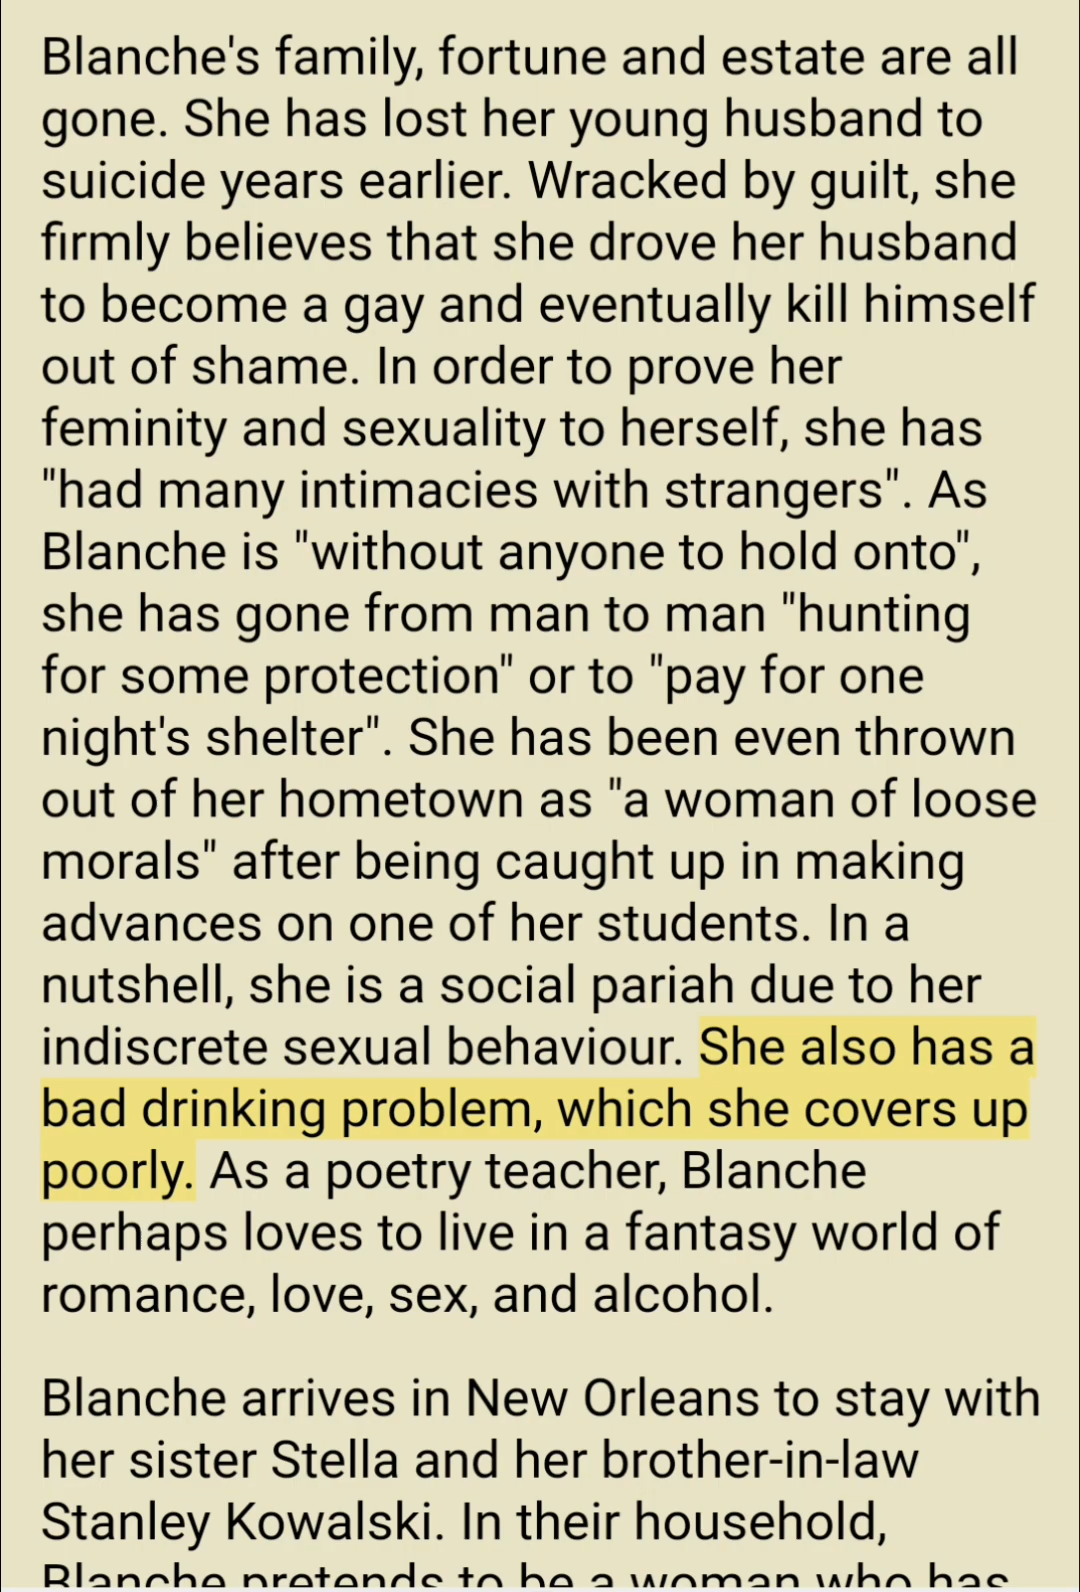 Blanche's family, fortune and estate are all
gone. She has lost her young husband to
suicide years earlier. Wracked by guilt, she
firmly believes that she drove her husband
to become a gay and eventually kill himself
out of shame. In order to prove her
feminity and sexuality to herself, she has
"had many intimacies with strangers". As
Blanche is "without anyone to hold onto",
she has gone from man to man "hunting
for some protection" or to "pay for one
night's shelter". She has been even thrown
out of her hometown as "a woman of loose
morals" after being caught up in making
advances on one of her students. In a
nutshell, she is a social pariah due to her
indiscrete sexual behaviour. She also has a
bad drinking problem, which she covers up
poorly. As a poetry teacher, Blanche
perhaps loves to live in a fantasy world of
romance, love, sex, and alcohol.
Blanche arrives in New Orleans to stay with
her sister Stella and her brother-in-law
Stanley Kowalski. In their household,
Blanche pretends to be a woman who has